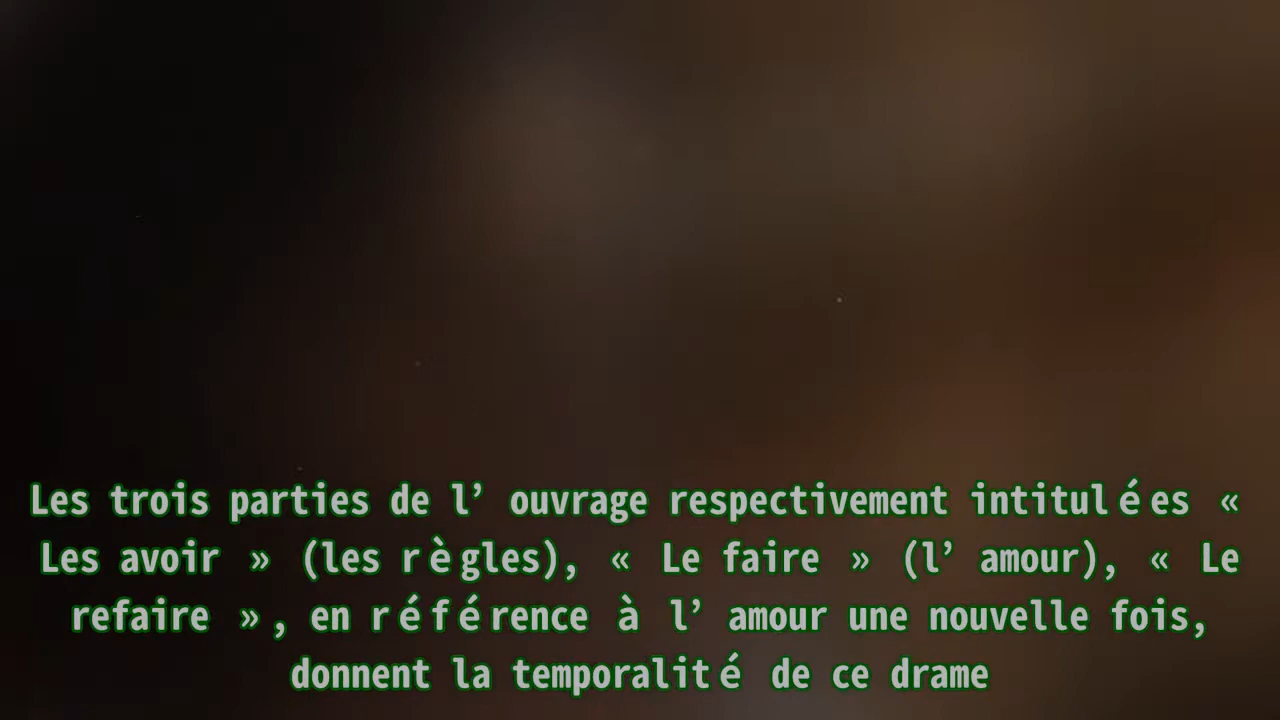 Les trois parties de l’ ouvrage respectivement intitulées «
Les avoir » (les règles), « Le faire » (l’ amour), « Le
refaire », en référence à l’ amour une nouvelle fois,
donnent la temporalité de ce drame